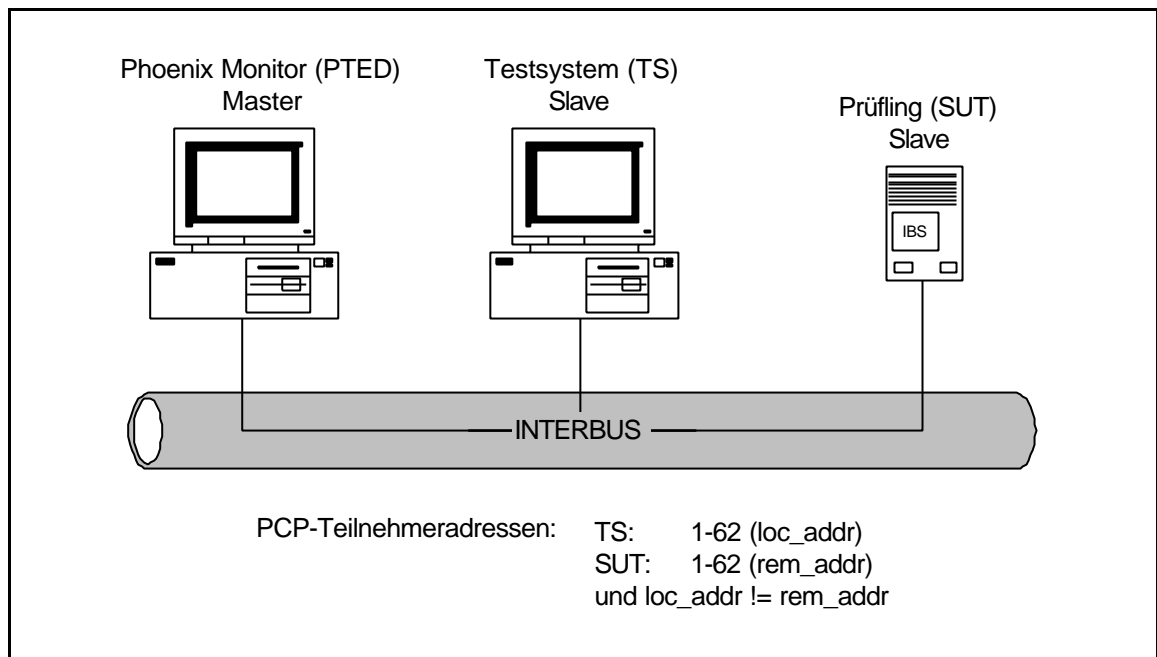 Phoenix Monitor (PTED)
Master
Testsystem (TS)
Slave
Prüfling (SUT)
Slave
IBS
INTERBUS
PCP-Teilnehmeradressen:
TS: 1-62 (loc_addr)
SUT: 1-62 (rem_addr)
und loc_addr != rem_addr